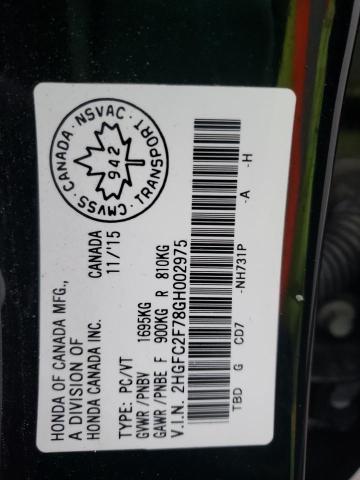 HONDA OF CANADA MFG.,
A DIVISION OF
HONDA CANADA INC.
CANADA
11/'15
TYPE: PC/VT
GVWR/PNBV 1695KG
GAWR/PNBE F 900KG R 810KG
V.I.N. 2HGFC2F78GH002975
TBD G CD7 -NH731P -A -H
CMVSS·CANADA·NSVAC
942
TRANSPORT